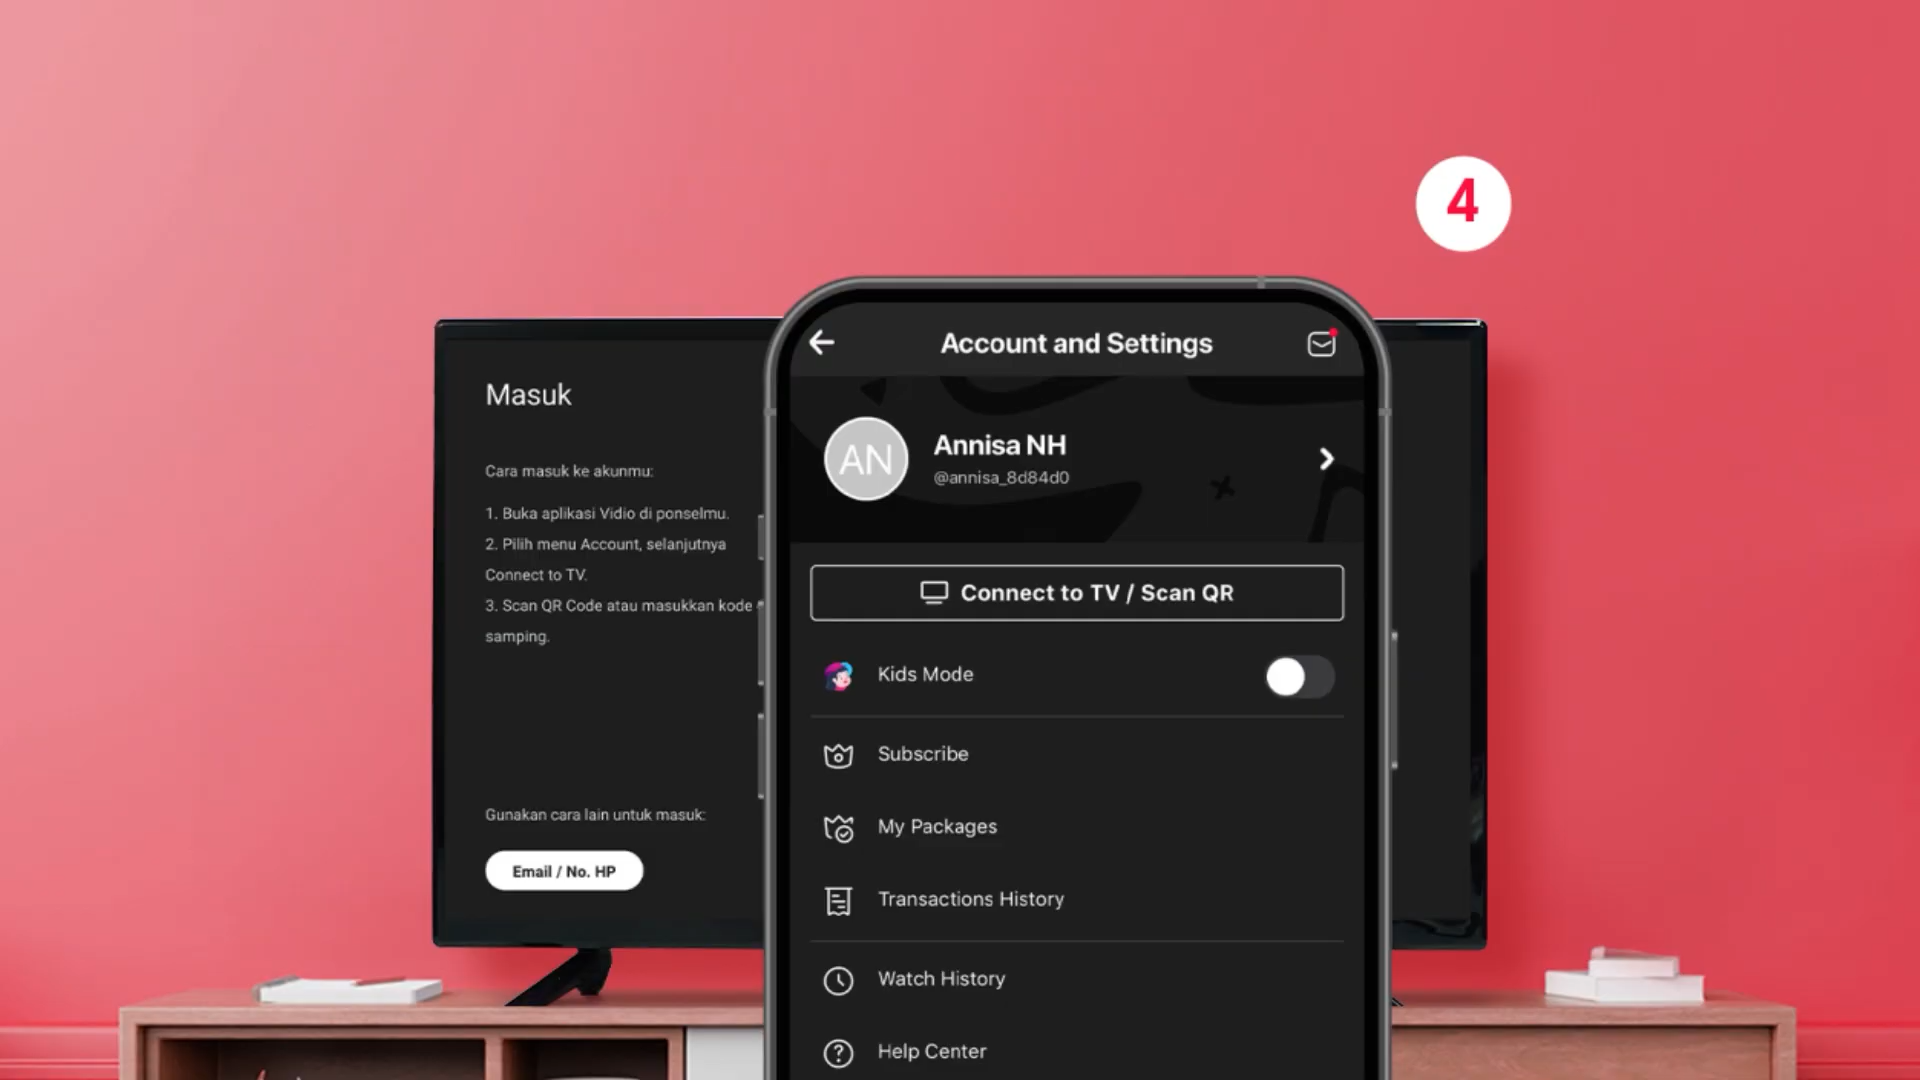 4
Masuk
Cara masuk ke akunmu:
1. Buka aplikasi Vidio di ponselmu.
2. Pilih menu Account, selanjutnya
Connect to TV.
3. Scan QR Code atau masukkan kode
samping.
Gunakan cara lain untuk masuk:
Email / No. HP
Account and Settings
AN
Annisa NH
@annisa_8d84d0
Connect to TV / Scan QR
Kids Mode
Subscribe
My Packages
Transactions History
Watch History
Help Center